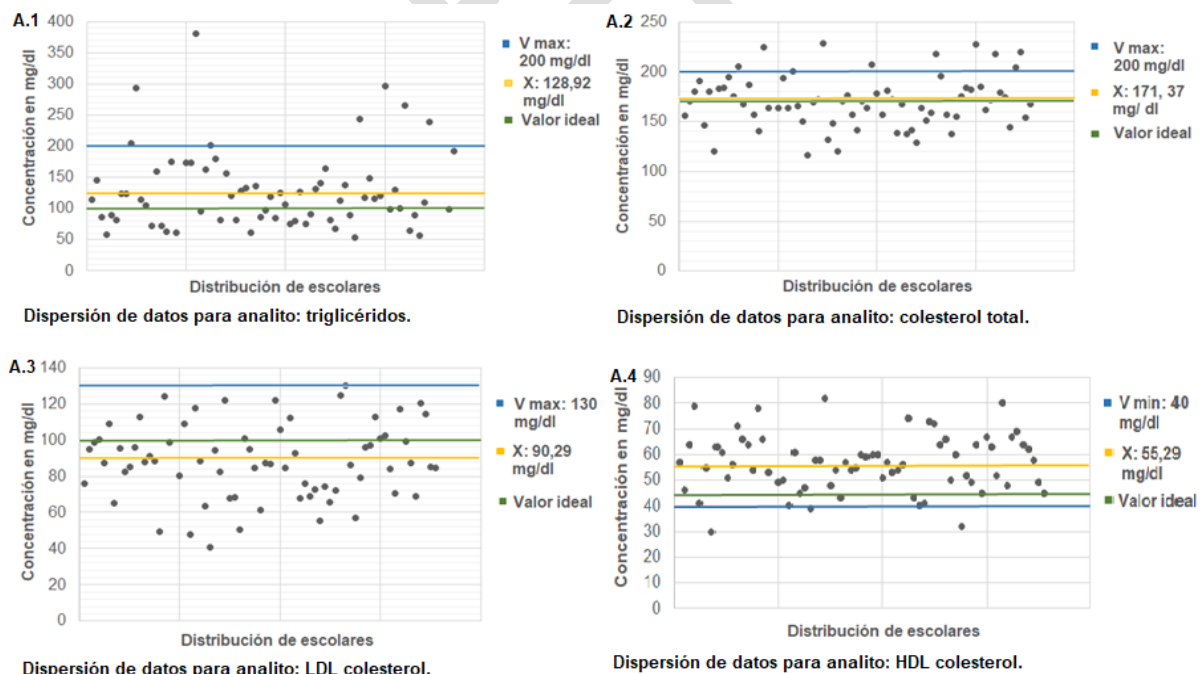 A.1
Concentración en mg/dl
400
350
300
250
200
150
100
50
0
Distribución de escolares
V max:
200 mg/dl
X: 128,92
mg/dl
Valor ideal
Dispersión de datos para analito: triglicéridos.
A.2
Concentración en mg/dl
250
200
150
100
50
0
Distribución de escolares
V max:
200 mg/dl
X: 171, 37
mg/ dl
Valor ideal
Dispersión de datos para analito: colesterol total.
A.3
Concentración en mg/dl
140
120
100
80
60
40
20
0
Distribución de escolares
V max: 130
mg/dl
X: 90,29
mg/dl
Valor ideal
Dispersión de datos para analito: LDL colesterol.
A.4
Concentración en mg/dl
90
80
70
60
50
40
30
20
10
0
Distribución de escolares
V min: 40
mg/dl
X: 55,29
mg/dl
Valor ideal
Dispersión de datos para analito: HDL colesterol.